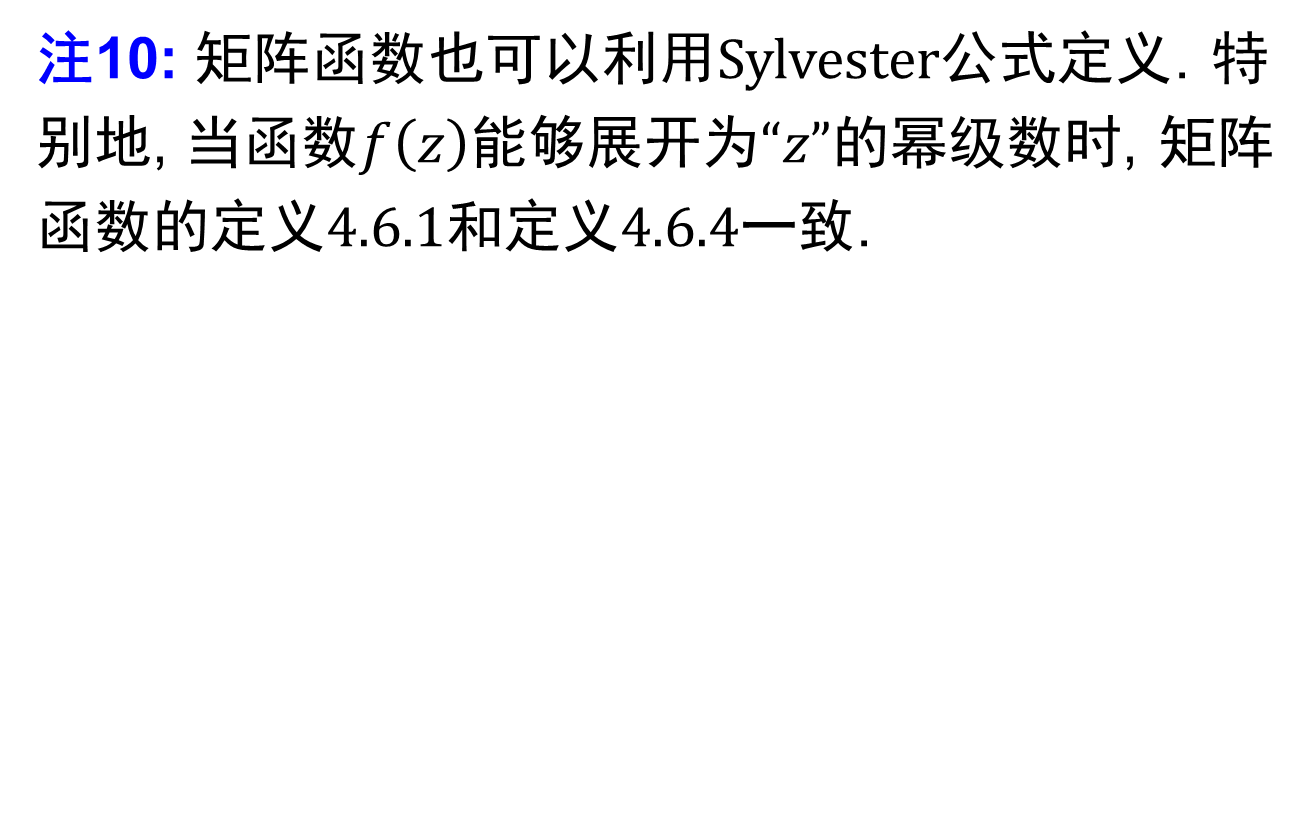 注10: 矩阵函数也可以利用Sylvester公式定义. 特
别地, 当函数f(z)能够展开为“z”的幂级数时, 矩阵
函数的定义4.6.1和定义4.6.4一致.